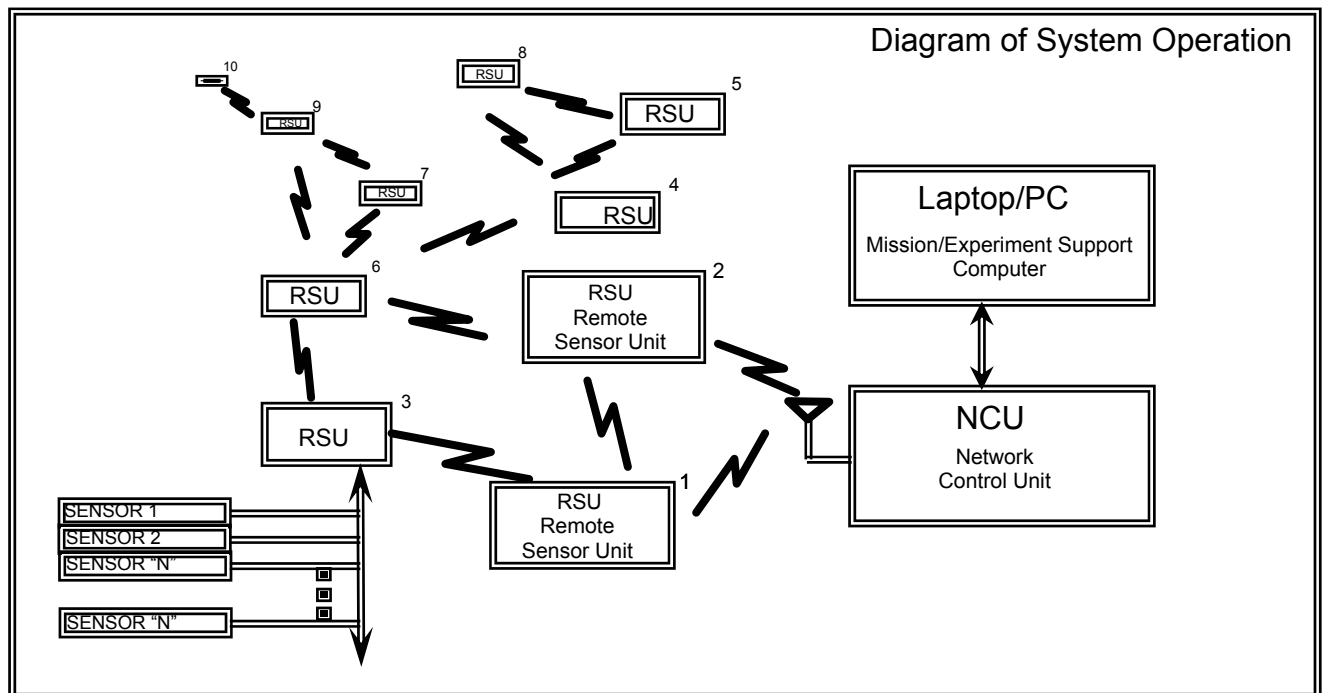 Diagram of System Operation
10
RSU
9
RSU
8
RSU
5
RSU
7
RSU
4
RSU
6
RSU
2
RSU
Remote
Sensor Unit
3
RSU
1
RSU
Remote
Sensor Unit
Laptop/PC
Mission/Experiment Support
Computer
NCU
Network
Control Unit
SENSOR 1
SENSOR 2
SENSOR “N”
SENSOR “N”